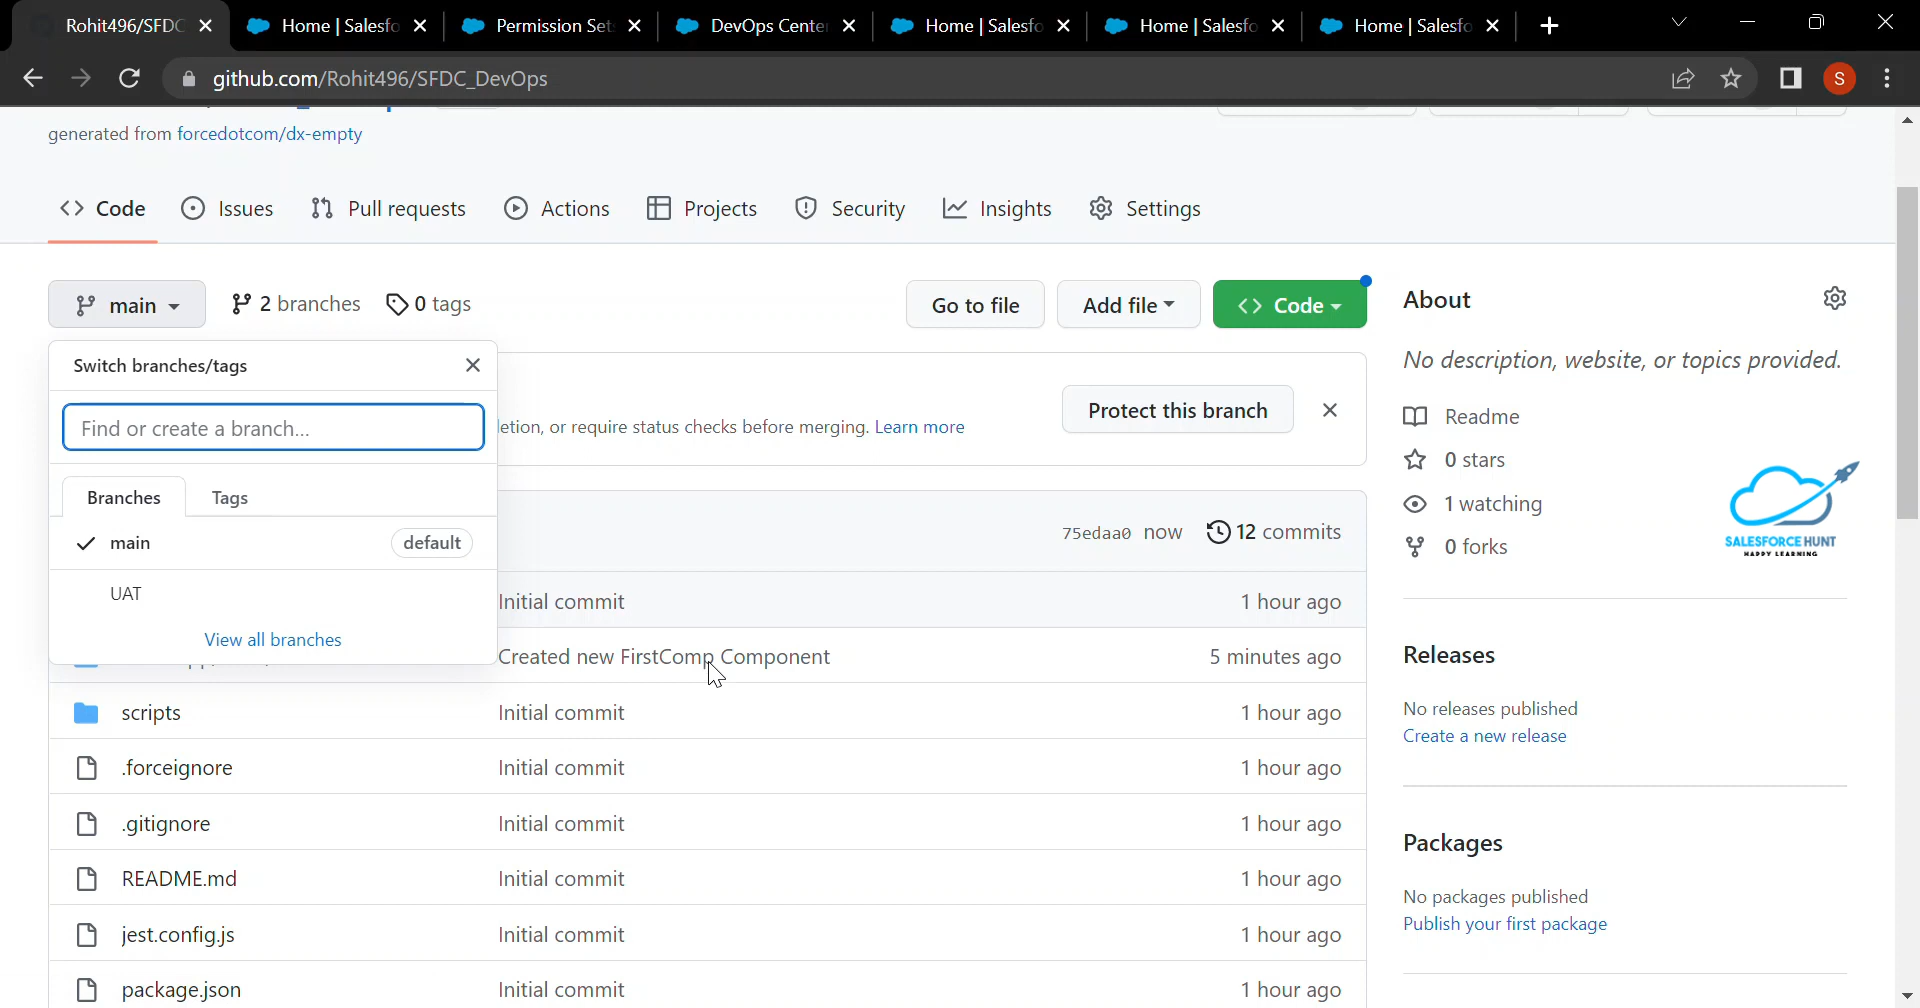 Rohit496/SFDC
Home | Salesfo
Permission Set
DevOps Center
Home | Salesfo
Home | Salesfo
Home | Salesfo
github.com/Rohit496/SFDC_DevOps
S
generated from forcedotcom/dx-empty
Code
Issues
Pull requests
Actions
Projects
Security
Insights
Settings
main
2 branches
0 tags
Go to file
Add file
Code
About
Switch branches/tags
No description, website, or topics provided.
Find or create a branch...
letion, or require status checks before merging. Learn more
Protect this branch
Readme
0 stars
Branches
Tags
1 watching
75edaa0 now
12 commits
main
default
0 forks
SALESFORCE HUNT
HAPPY LEARNING
UAT
Initial commit
1 hour ago
View all branches
Created new FirstComp Component
5 minutes ago
Releases
scripts
Initial commit
1 hour ago
No releases published
Create a new release
.forceignore
Initial commit
1 hour ago
.gitignore
Initial commit
1 hour ago
Packages
README.md
Initial commit
1 hour ago
No packages published
Publish your first package
jest.config.js
Initial commit
1 hour ago
package.json
Initial commit
1 hour ago